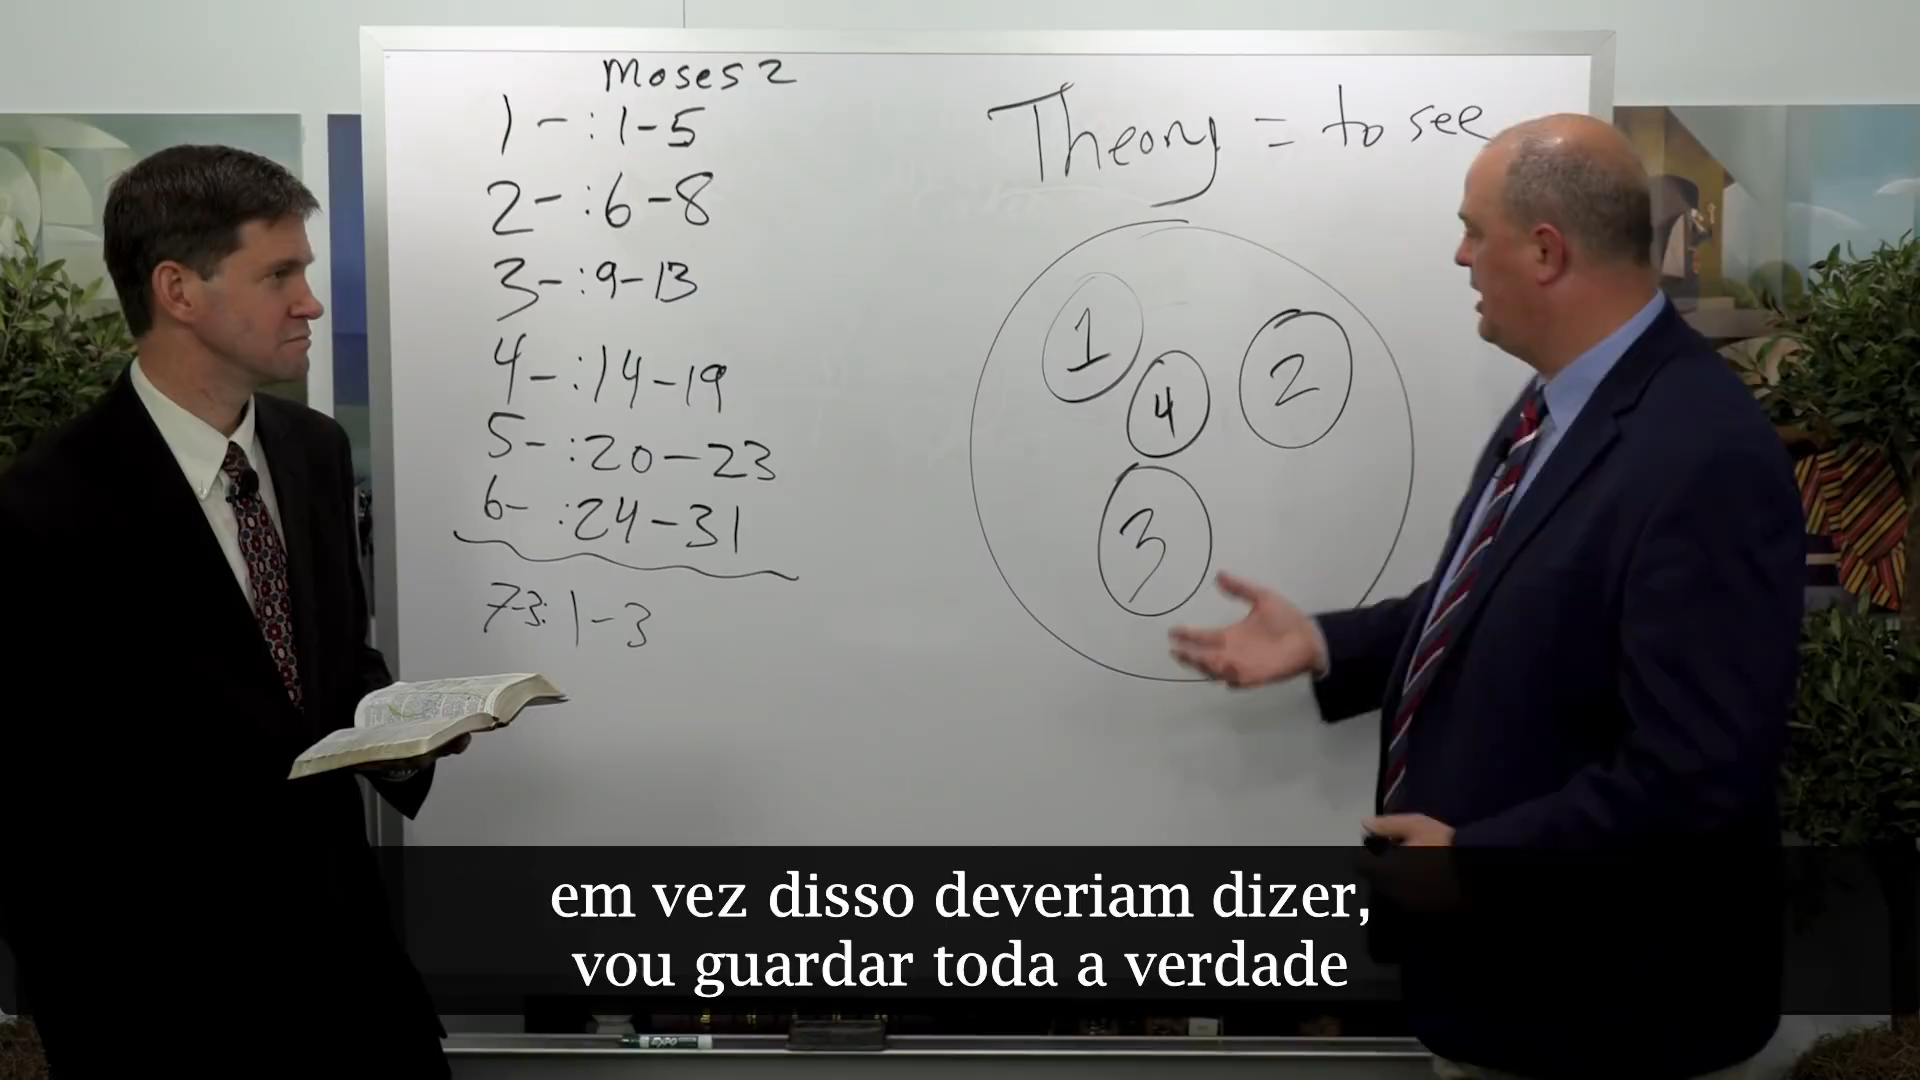 Moses 2
1 - :1-5
2 - :6-8
3 - :9-13
4 - :14-19
5 - :20-23
6 - :24-31
7-3: 1-3
Theory = to see
1
4
2
3
em vez disso deveriam dizer,
vou guardar toda a verdade
EXPO